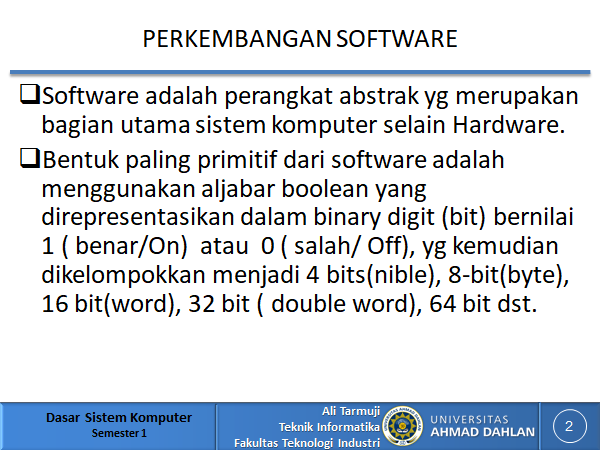 PERKEMBANGAN SOFTWARE
Software adalah perangkat abstrak yg merupakan
bagian utama sistem komputer selain Hardware.
Bentuk paling primitif dari software adalah
menggunakan aljabar boolean yang
direpresentasikan dalam binary digit (bit) bernilai
1 ( benar/On)  atau  0 ( salah/ Off), yg kemudian
dikelompokkan menjadi 4 bits(nible), 8-bit(byte),
16 bit(word), 32 bit ( double word), 64 bit dst.
Dasar Sistem Komputer
Semester 1
Ali Tarmuji
Teknik Informatika
Fakultas Teknologi Industri
UNIVERSITAS
AHMAD DAHLAN
2